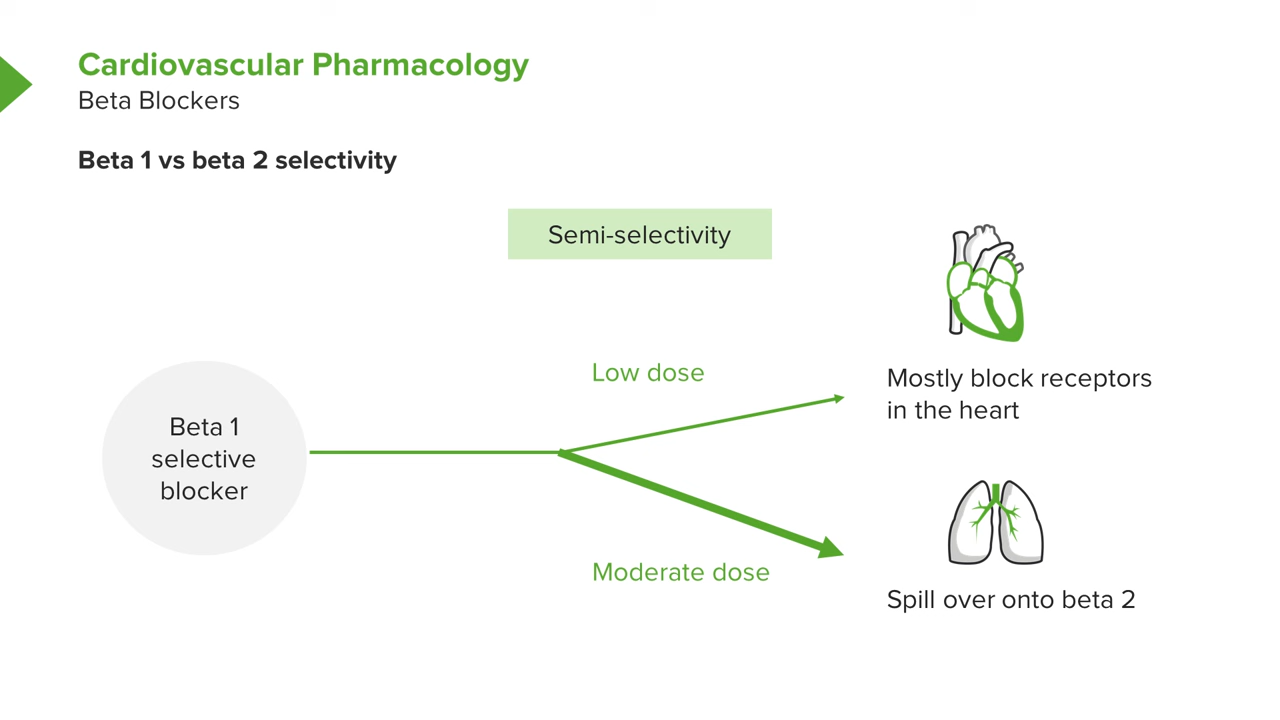 Cardiovascular Pharmacology
Beta Blockers
Beta 1 vs beta 2 selectivity
Semi-selectivity
Beta 1
selective
blocker
Low dose
Mostly block receptors
in the heart
Moderate dose
Spill over onto beta 2